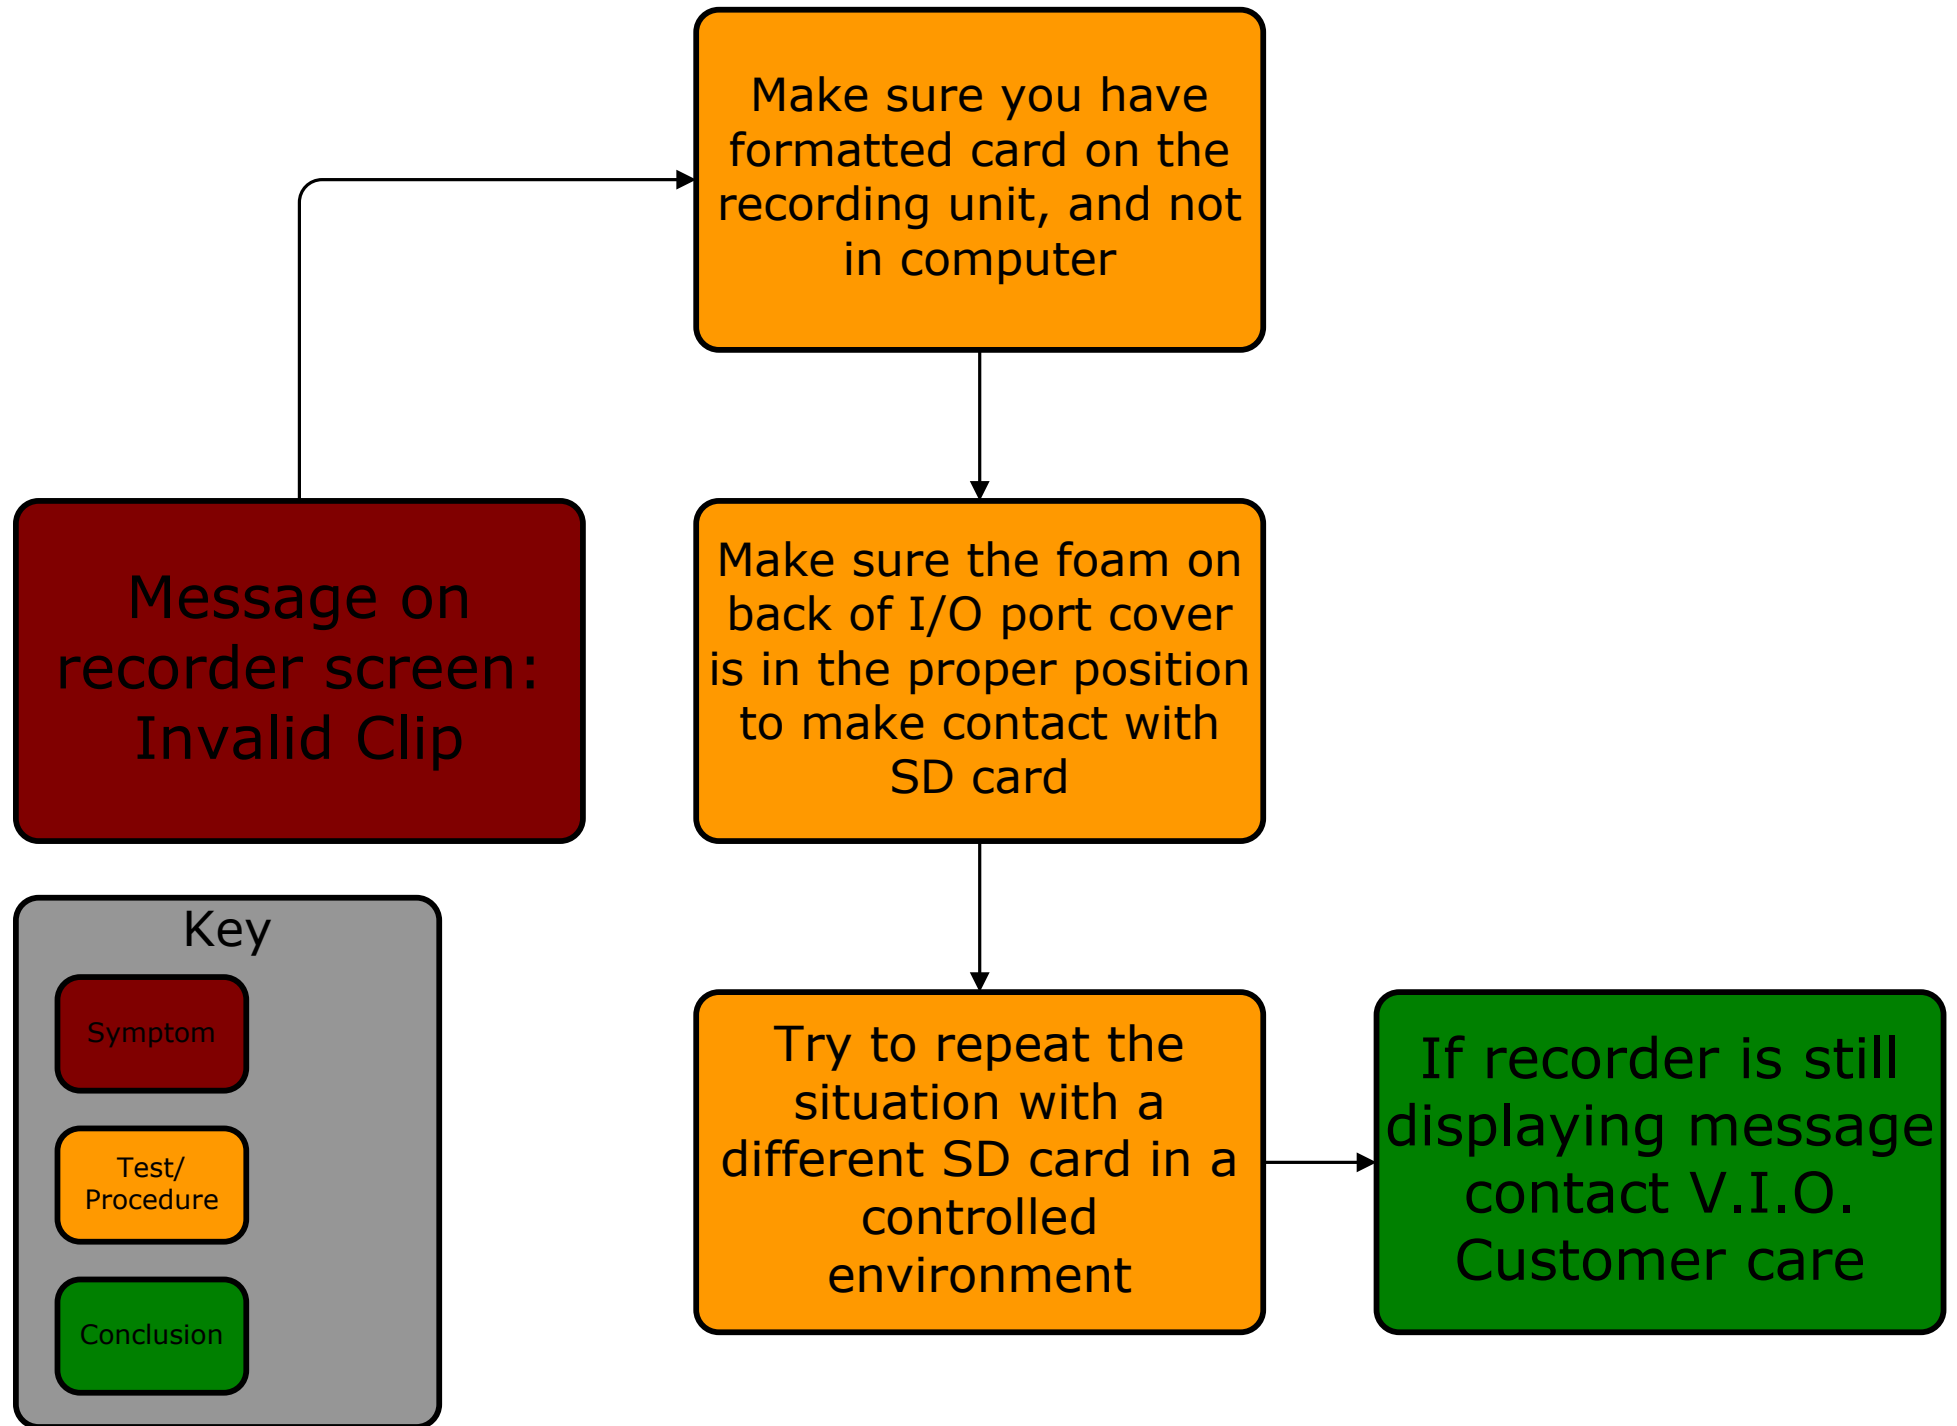 Make sure you have
formatted card on the
recording unit, and not
in computer
Message on
recorder screen:
Invalid Clip
Make sure the foam on
back of I/O port cover
is in the proper position
to make contact with
SD card
Key
Symptom
Test/
Procedure
Conclusion
Try to repeat the
situation with a
different SD card in a
controlled
environment
If recorder is still
displaying message
contact V.I.O.
Customer care